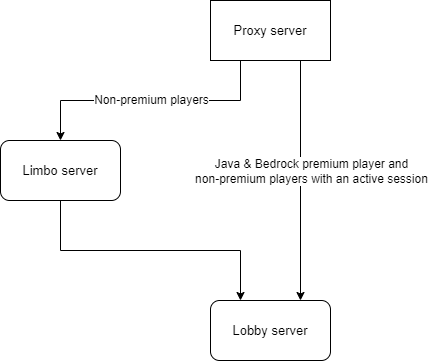 Proxy server
Non-premium players
Limbo server
Java & Bedrock premium player and
non-premium players with an active session
Lobby server